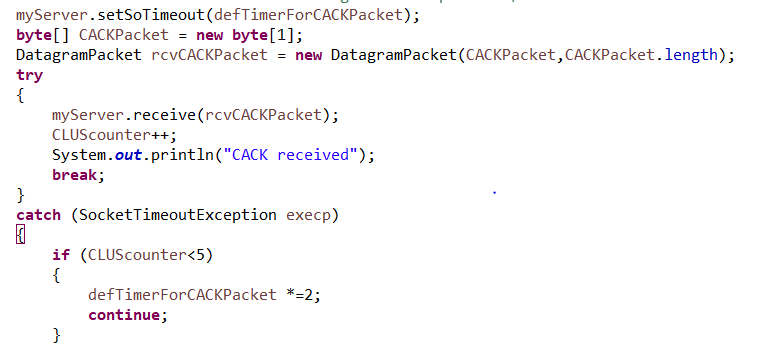 myServer.setSoTimeout(defTimerForCACKPacket);
byte[] CACKPacket = new byte[1];
DatagramPacket rcvCACKPacket = new DatagramPacket(CACKPacket,CACKPacket.length);
try
{
myServer.receive(rcvCACKPacket);
CLUScounter++;
System.out.println("CACK received");
break;
}
catch (SocketTimeoutException execp)
{
if (CLUScounter<5)
{
defTimerForCACKPacket *=2;
continue;
}